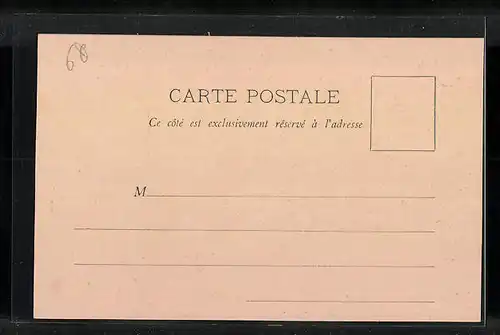 68
CARTE POSTALE
Ce côté est exclusivement réservé à l'adresse
M